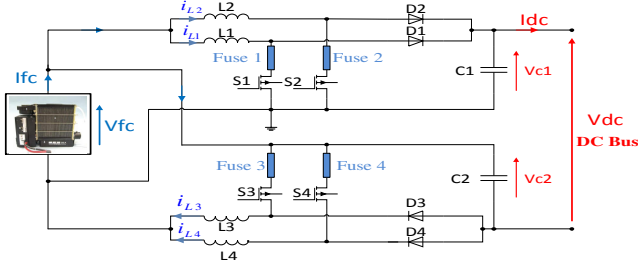 iL2 L2 D2 Idc
iL1 L1 D1
Fuse 1 Fuse 2
Ifc S1 S2 C1 Vc1
Vfc Vdc
DC Bus
Fuse 3 Fuse 4
S3 S4 C2 Vc2
iL3 L3 D3
iL4 L4 D4